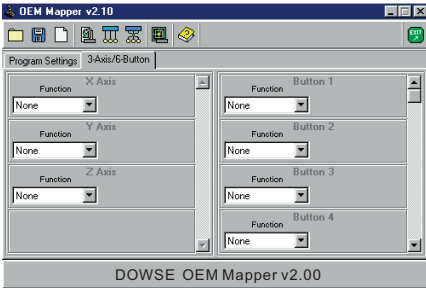 OEM Mapper v2.10
EXIT
Program Settings 3-Axis/6-Button
X Axis
Function
None
Y Axis
Function
None
Z Axis
Function
None
Button 1
Function
None
Button 2
Function
None
Button 3
Function
None
Button 4
Function
None
DOWSE OEM Mapper v2.00